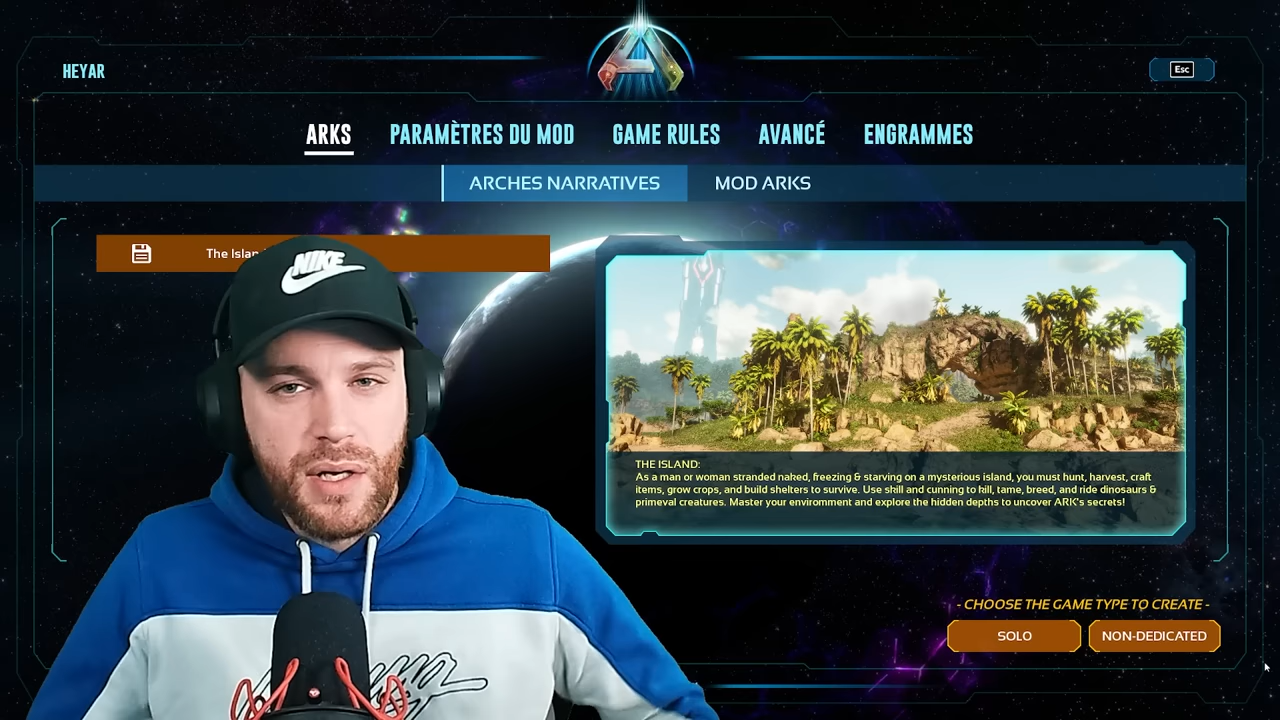 HEYAR
Esc
ARKS PARAMÈTRES DU MOD GAME RULES AVANCÉ ENGRAMMES
ARCHES NARRATIVES MOD ARKS
The
NIKE
THE ISLAND:
As a man or woman stranded naked, freezing & starving on a mysterious island, you must hunt, harvest, craft
items, grow crops, and build shelters to survive. Use skill and cunning to kill, tame, breed, and ride dinosaurs &
primeval creatures. Master your environment and explore the hidden depths to uncover ARK's secrets!
- CHOOSE THE GAME TYPE TO CREATE -
SOLO NON-DEDICATED